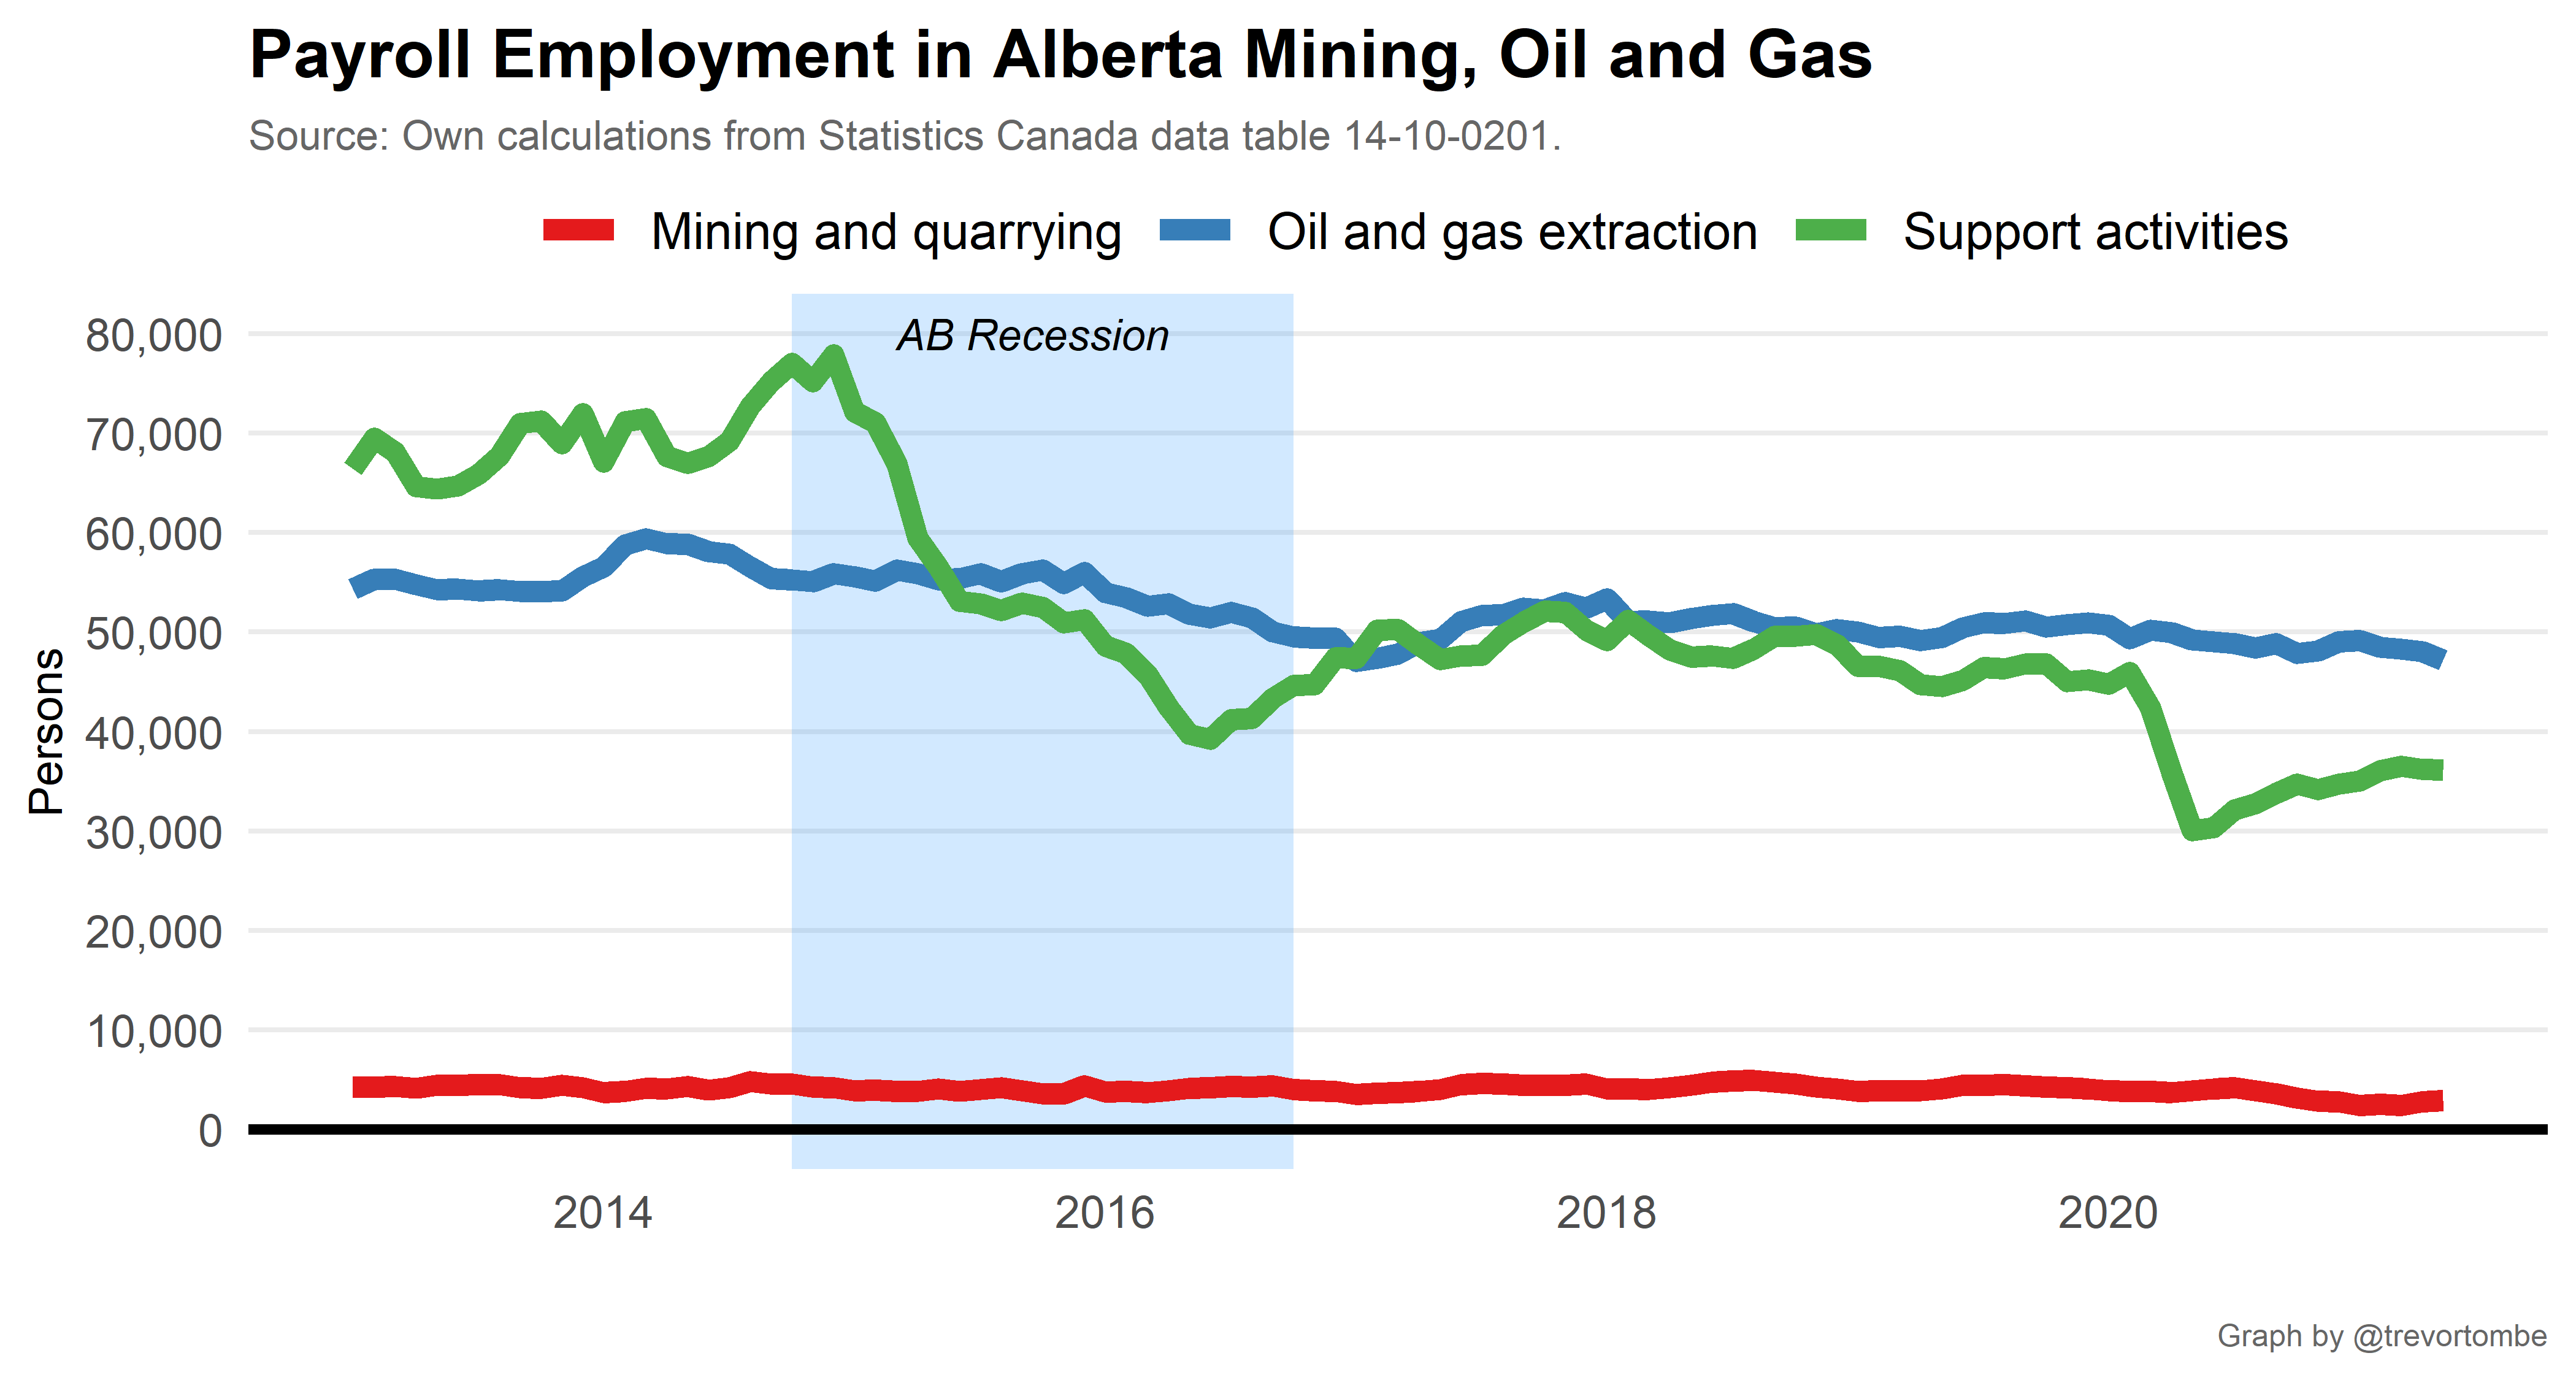 Payroll Employment in Alberta Mining, Oil and Gas
Source: Own calculations from Statistics Canada data table 14-10-0201.
Mining and quarrying Oil and gas extraction Support activities
AB Recession
80,000
70,000
60,000
50,000
40,000
30,000
20,000
10,000
0
Persons
2014 2016 2018 2020
Graph by @trevortombe